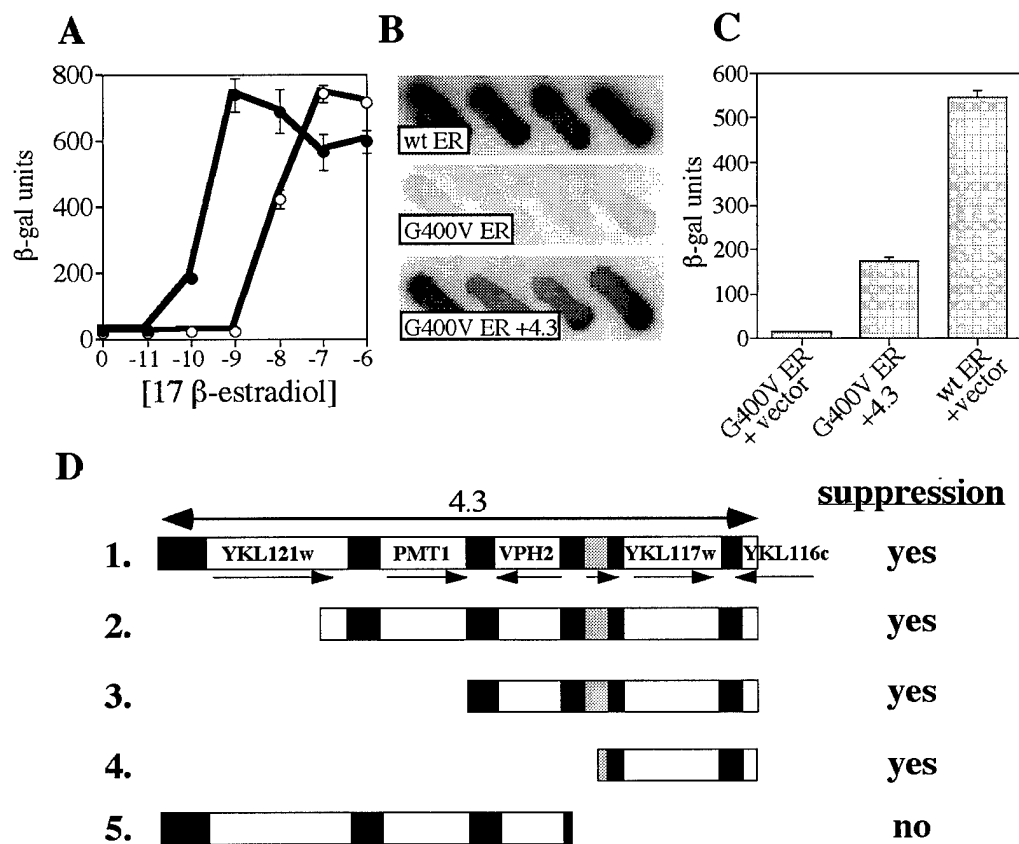 A
B
C
β-gal units
800
600
400
200
0
0
-11
-10
-9
-8
-7
-6
[17 β-estradiol]
wt ER
G400V ER
G400V ER +4.3
β-gal units
600
500
400
300
200
100
0
G400V ER
+ vector
G400V ER
+4.3
wt ER
+vector
D
4.3
suppression
1.
YKL121w
PMT1
VPH2
YKL117w
YKL116c
yes
2.
yes
3.
yes
4.
yes
5.
no